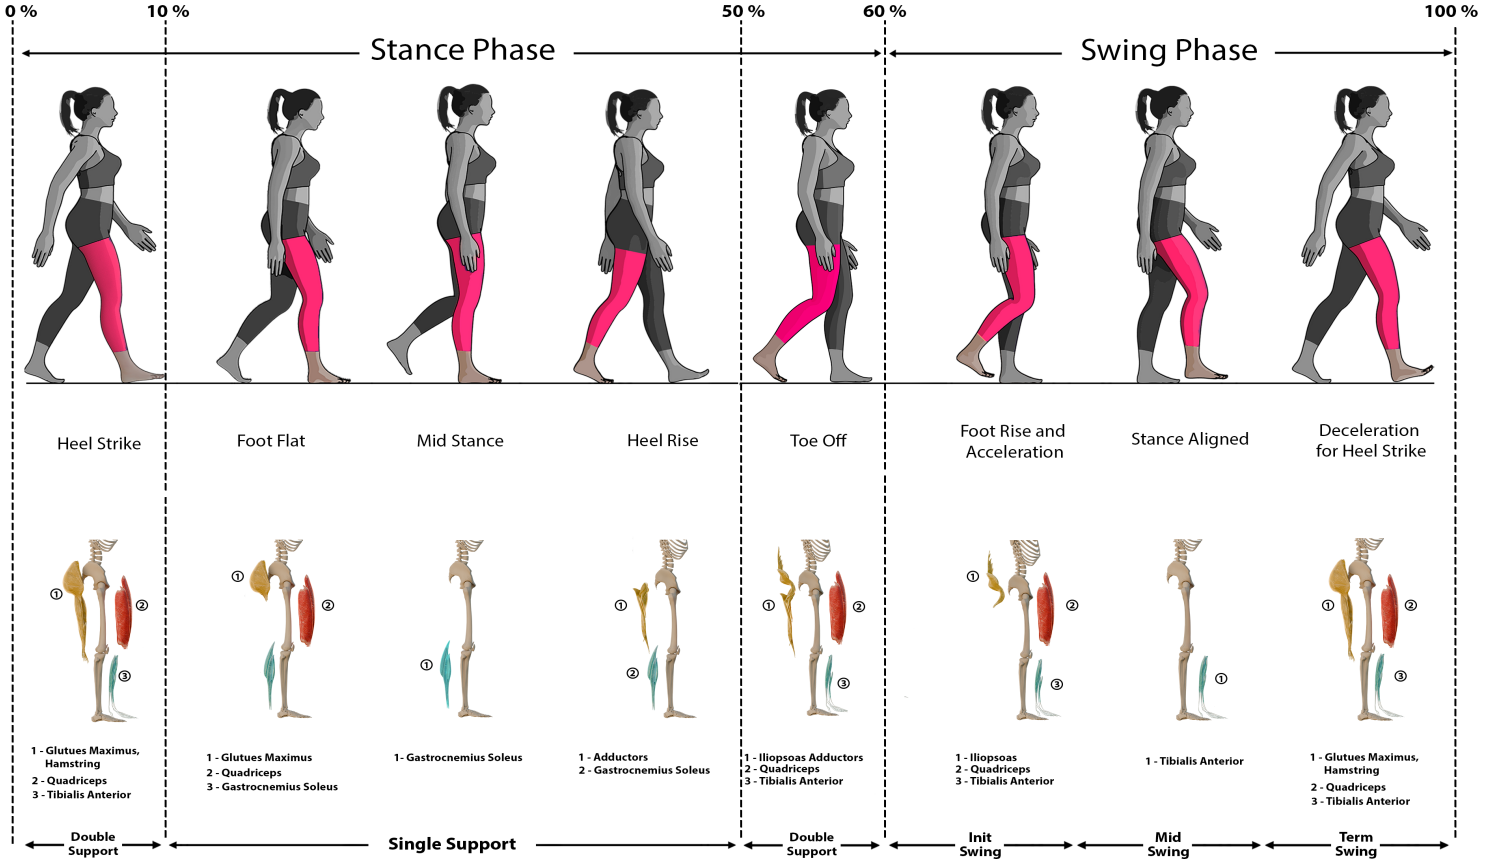 0 %
10 %
50 %
60 %
100 %
Stance Phase
Swing Phase
Heel Strike
Foot Flat
Mid Stance
Heel Rise
Toe Off
Foot Rise and
Acceleration
Stance Aligned
Deceleration
for Heel Strike
1
2
3
1
2
1
1
2
1
2
3
1
2
3
1
1
2
3
1 - Glutues Maximus,
Hamstring
2 - Quadriceps
3 - Tibialis Anterior
1 - Glutues Maximus
2 - Quadriceps
3 - Gastrocnemius Soleus
1- Gastrocnemius Soleus
1 - Adductors
2 - Gastrocnemius Soleus
1 - Iliopsoas Adductors
2 - Quadriceps
3 - Tibialis Anterior
1 - Iliopsoas
2 - Quadriceps
3 - Tibialis Anterior
1 - Tibialis Anterior
1 - Glutues Maximus,
Hamstring
2 - Quadriceps
3 - Tibialis Anterior
Double
Support
Single Support
Double
Support
Init
Swing
Mid
Swing
Term
Swing